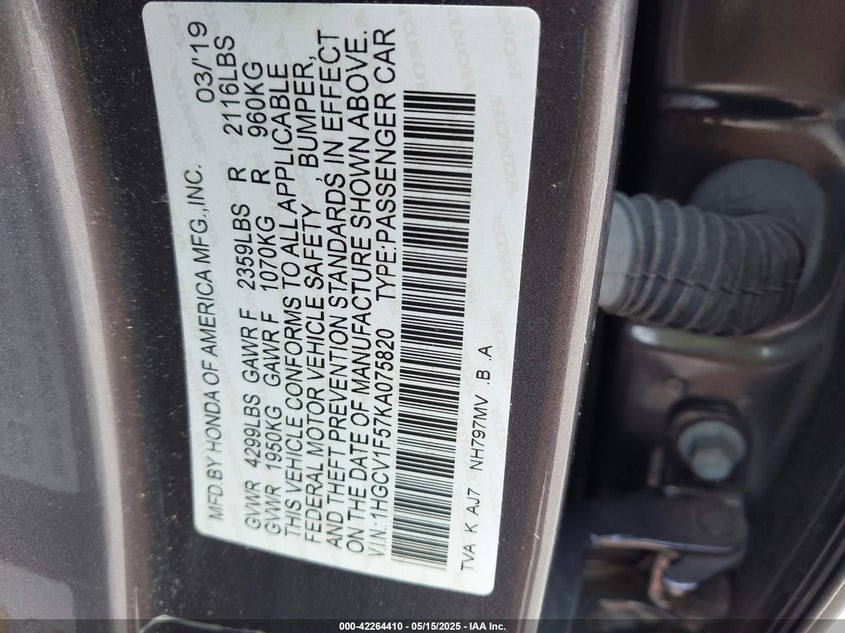 MFD.BY HONDA OF AMERICA MFG.,INC. 03/'19
GVWR 4299LBS GAWR F 2359LBS R 2116LBS
GVWR 1950KG GAWR F 1070KG R 960KG
THIS VEHICLE CONFORMS TO ALL APPLICABLE
FEDERAL MOTOR VEHICLE SAFETY, BUMPER,
AND THEFT PREVENTION STANDARDS IN EFFECT
ON THE DATE OF MANUFACTURE SHOWN ABOVE.
V.I.N.:1HGCV1F57KA075820 TYPE:PASSENGER CAR
TVA K AJ7 NH797MV .B .A
000-42264410 - 05/15/2025 - IAA Inc.